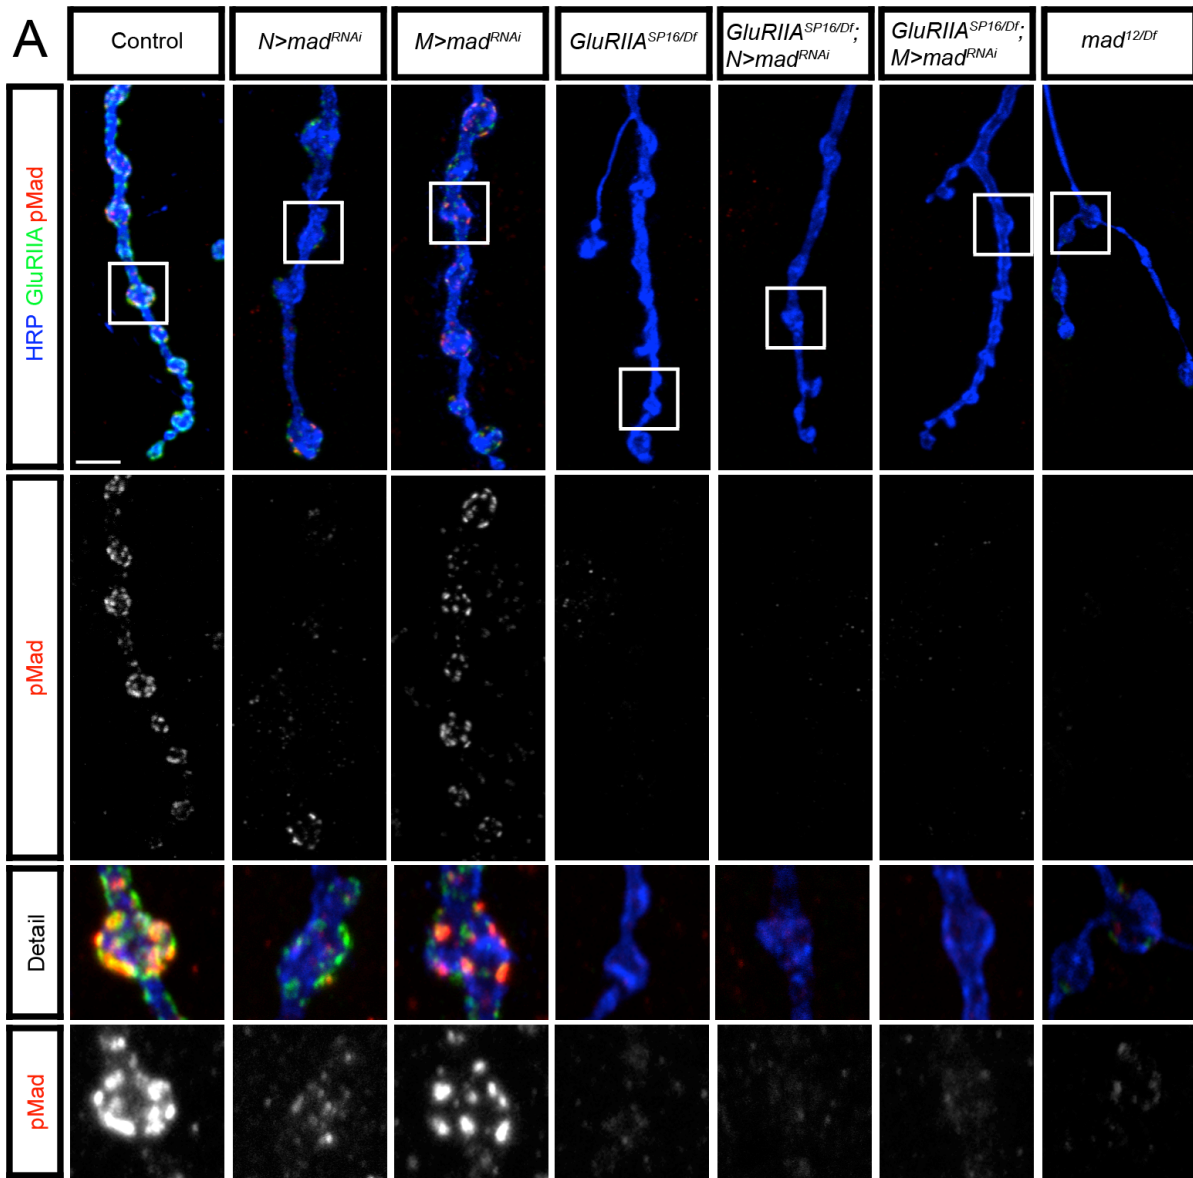 A
Control
N>mad^RNAi
M>mad^RNAi
GluRIIA^SP16/Df
GluRIIA^SP16/Df;
N>mad^RNAi
GluRIIA^SP16/Df;
M>mad^RNAi
mad^12/Df
HRP GluRIIA pMad
pMad
Detail
pMad